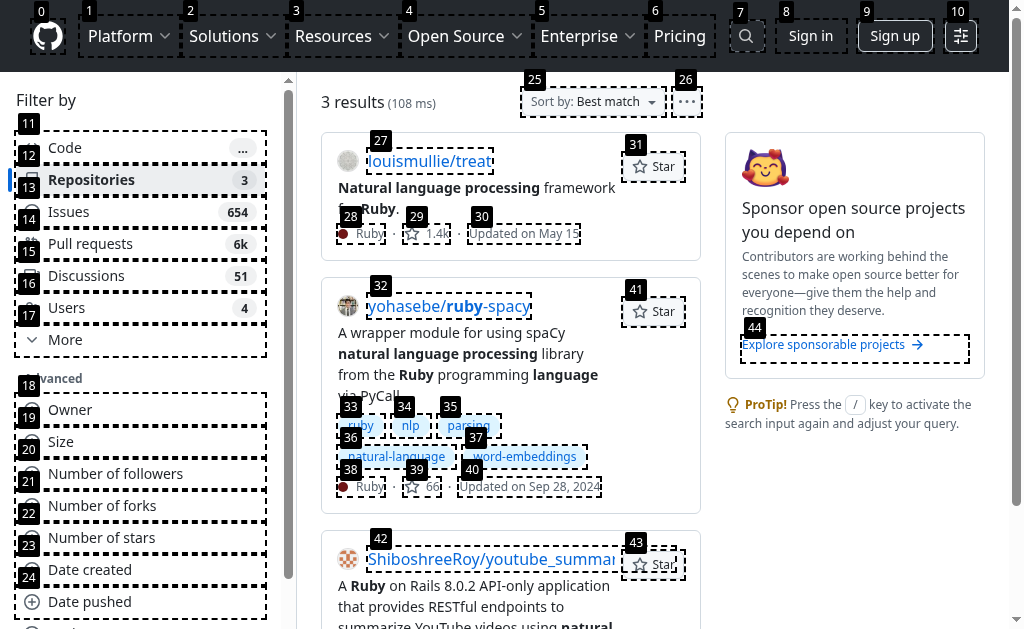 0
1
2
3
4
5
6
7
8
9
10
Platform
Solutions
Resources
Open Source
Enterprise
Pricing
Sign in
Sign up
Filter by
11
Code
...
12
Repositories
3
13
Issues
654
14
Pull requests
6k
15
Discussions
51
16
Users
4
17
More
Advanced
18
Owner
19
Size
20
Number of followers
21
Number of forks
22
Number of stars
23
Date created
24
Date pushed
3 results (108 ms)
25
Sort by: Best match
26
27
louismullie/treat
31
Star
Natural language processing framework
for Ruby.
28
29
30
Ruby · 1.4k · Updated on May 15
32
yohasebe/ruby-spacy
41
Star
A wrapper module for using spaCy
natural language processing library
from the Ruby programming language
via PyCall
33
34
35
ruby
nlp
parsing
36
37
natural-language
word-embeddings
38
39
40
Ruby · 66 · Updated on Sep 28, 2024
42
ShiboshreeRoy/youtube_summar
43
Star
A Ruby on Rails 8.0.2 API-only application
that provides RESTful endpoints to
summarize YouTube videos using natural
Sponsor open source projects
you depend on
Contributors are working behind the
scenes to make open source better for
everyone—give them the help and
recognition they deserve.
44
Explore sponsorable projects →
ProTip! Press the / key to activate the
search input again and adjust your query.